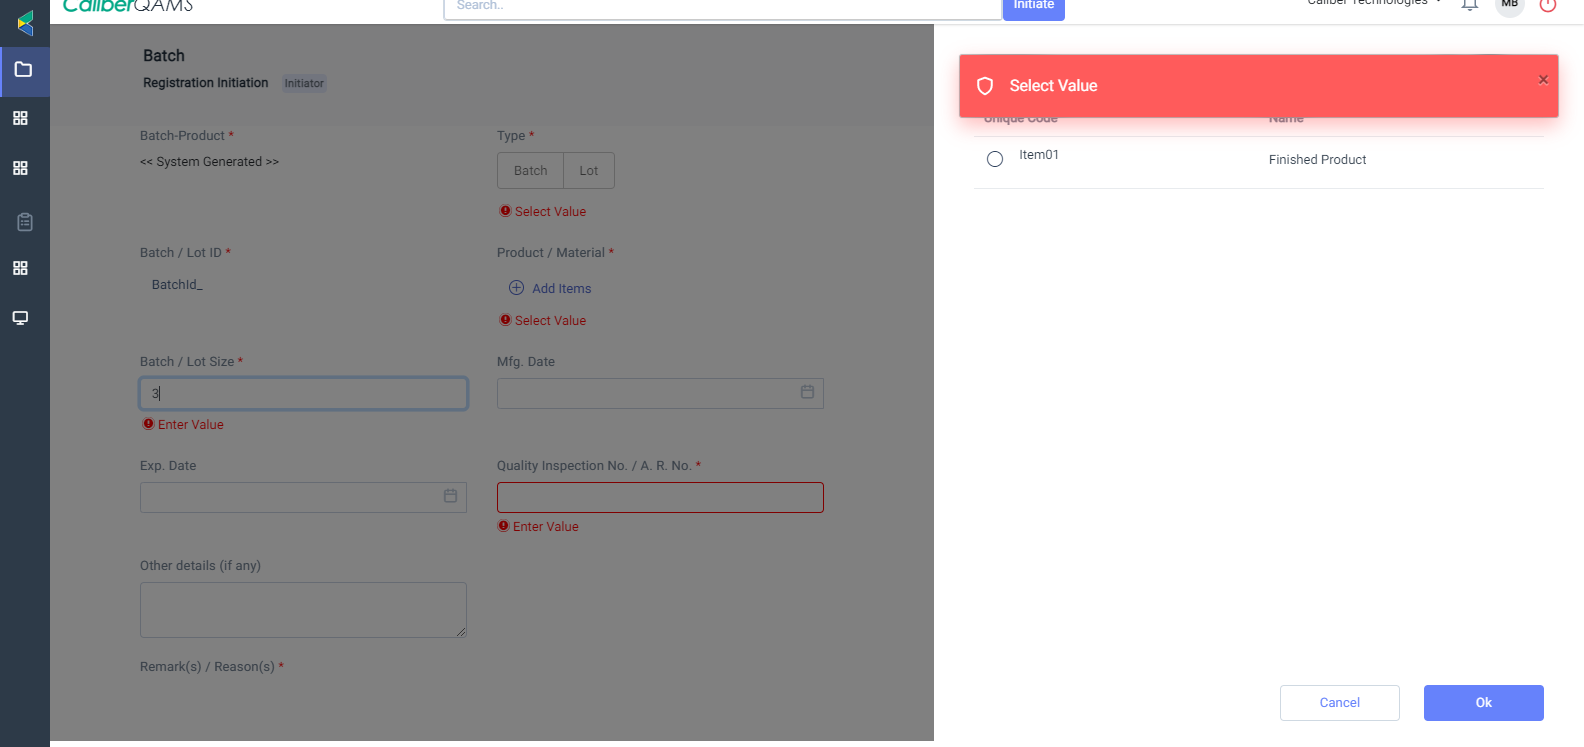 CaliberQAMS
Search..
Initiate
Caliber Technologies
MB
Batch
Registration Initiation Initiator
Batch-Product *
<< System Generated >>
Type *
Batch Lot
Select Value
Batch / Lot ID *
BatchId_
Product / Material *
Add Items
Select Value
Batch / Lot Size *
3
Enter Value
Mfg. Date
Exp. Date
Quality Inspection No. / A. R. No. *
Enter Value
Other details (if any)
Remark(s) / Reason(s) *
Select Value
×
Unique Code Name
Item01 Finished Product
Cancel Ok